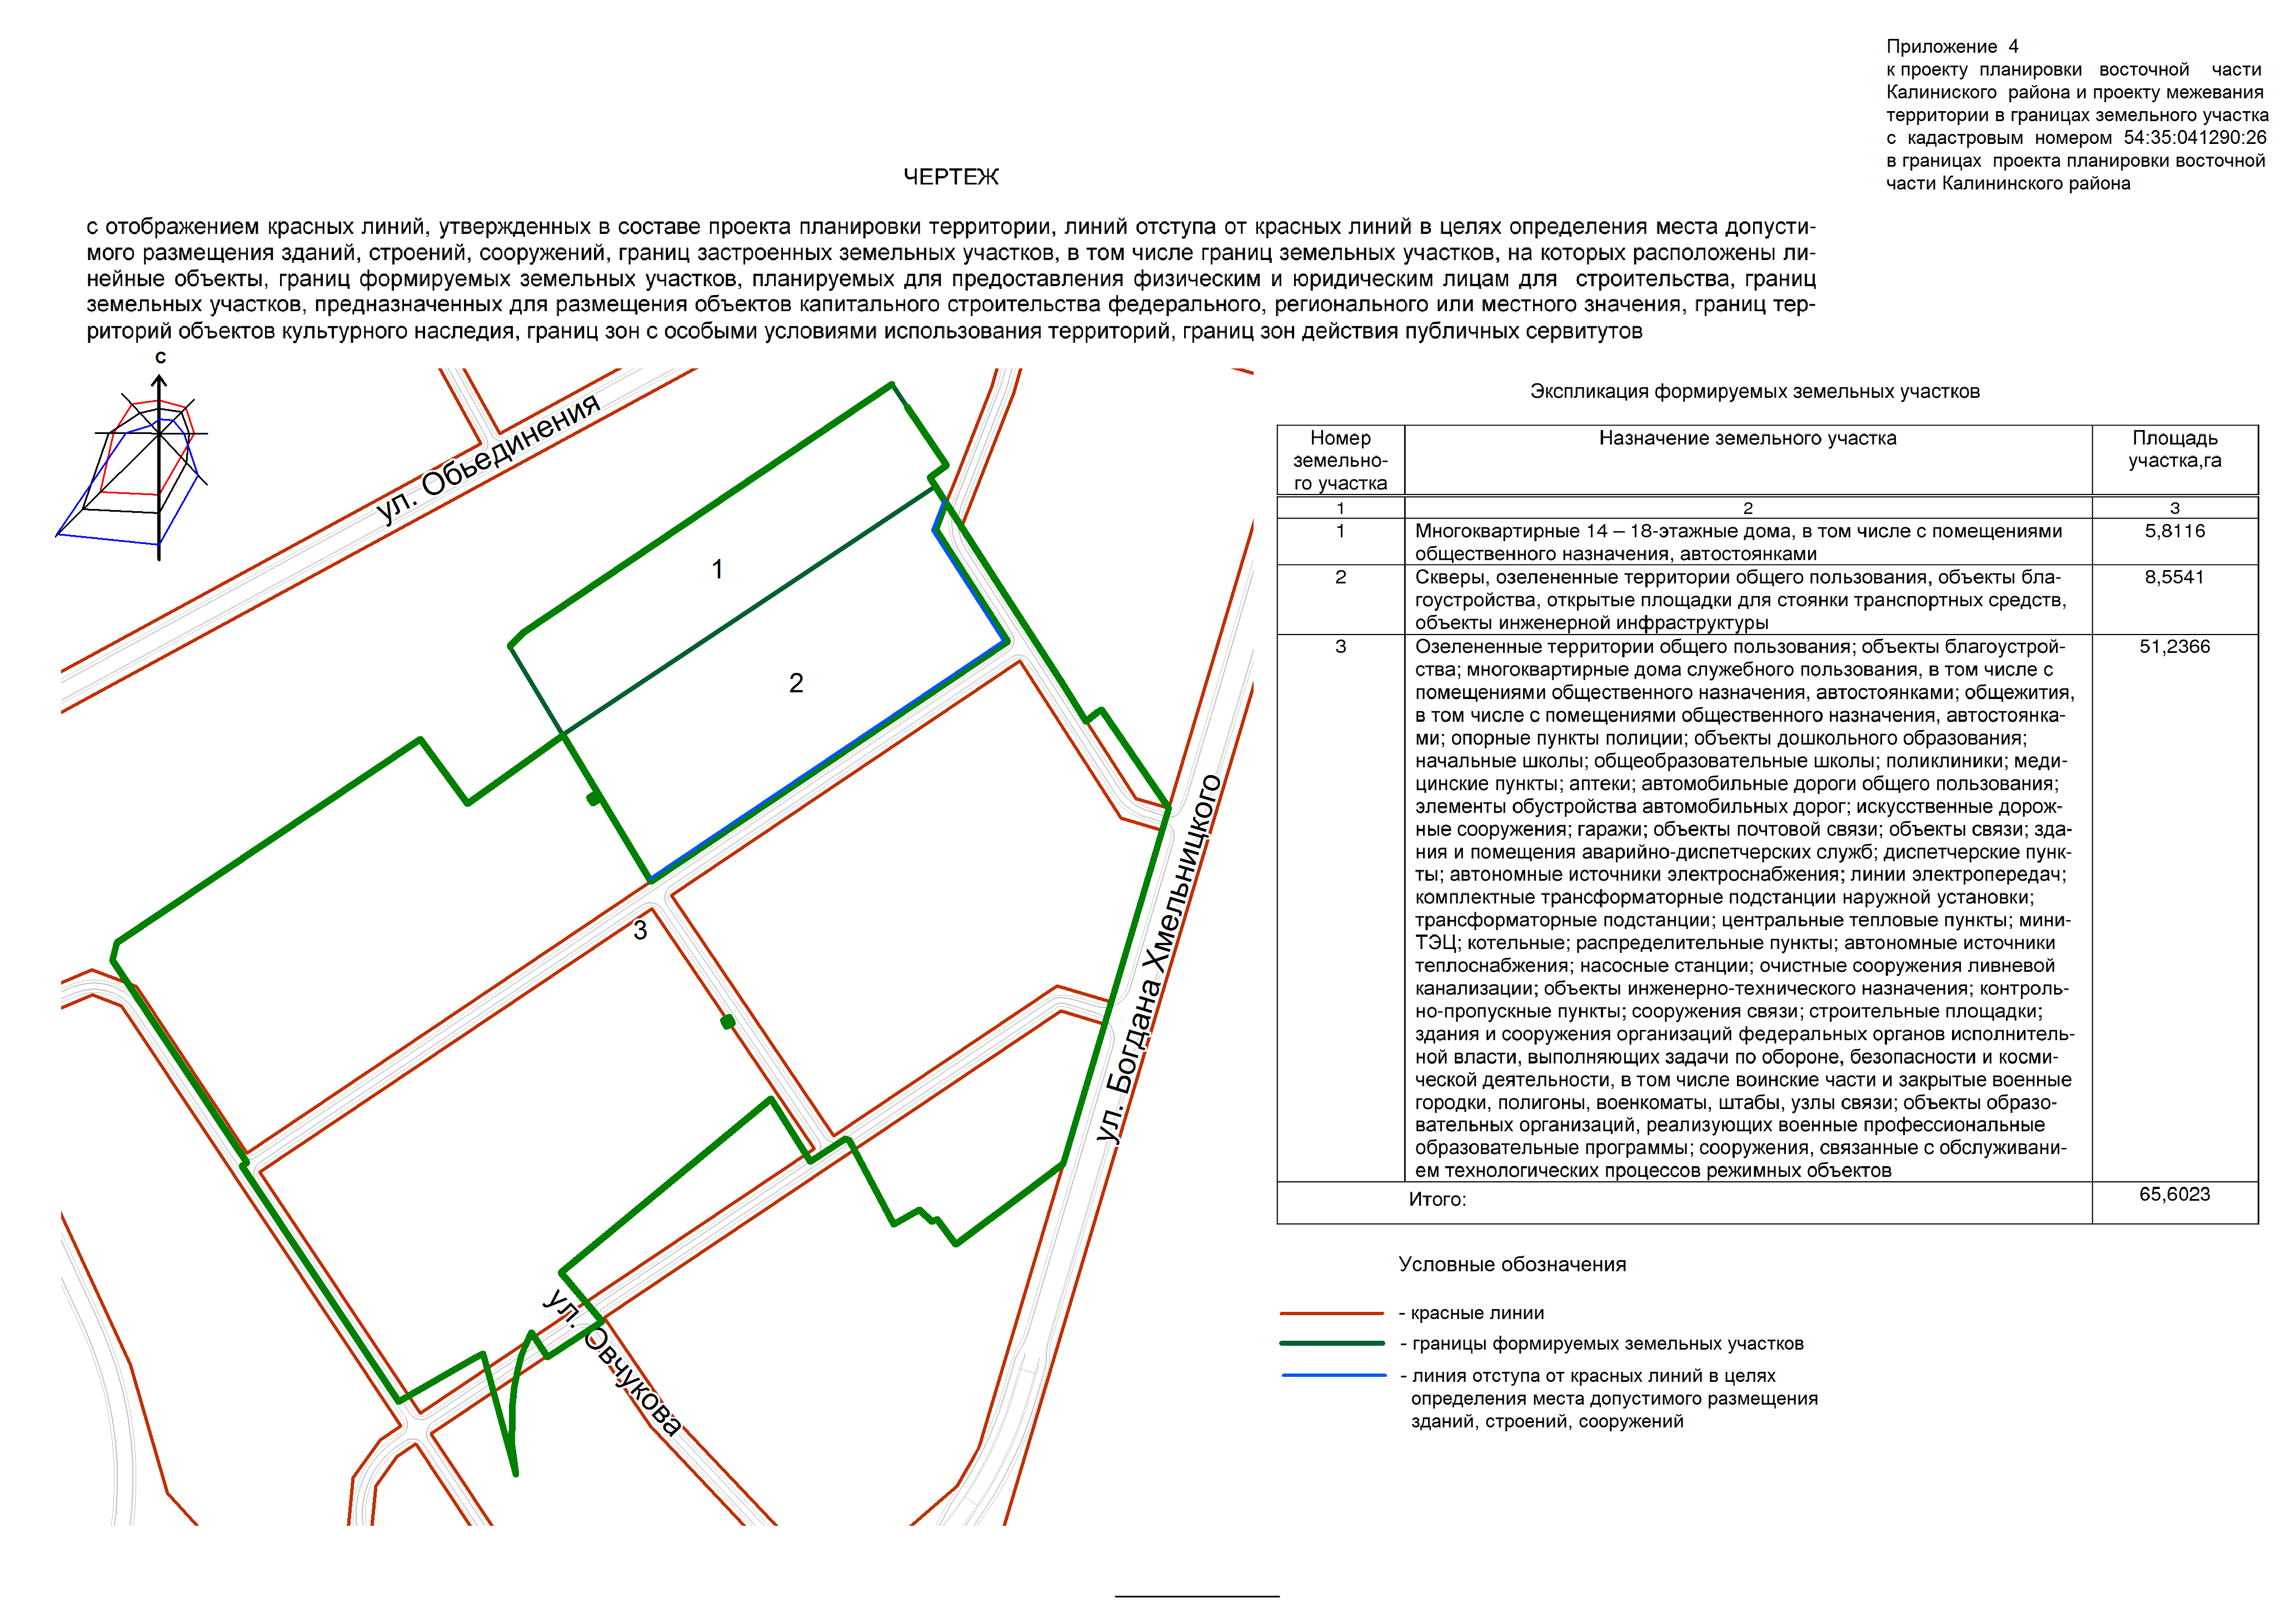 Приложение 4
к проекту планировки восточной части
Калиниского района и проекту межевания
территории в границах земельного участка
с кадастровым номером 54:35:041290:26
в границах проекта планировки восточной
части Калининского района
ЧЕРТЕЖ
с отображением красных линий, утвержденных в составе проекта планировки территории, линий отступа от красных линий в целях определения места допусти-
мого размещения зданий, строений, сооружений, границ застроенных земельных участков, в том числе границ земельных участков, на которых расположены ли-
нейные объекты, границ формируемых земельных участков, планируемых для предоставления физическим и юридическим лицам для строительства, границ
земельных участков, предназначенных для размещения объектов капитального строительства федерального, регионального или местного значения, границ тер-
риторий объектов культурного наследия, границ зон с особыми условиями использования территорий, границ зон действия публичных сервитутов
с
ул. Обьединения
1
2
3
ул. Богдана Хмельницкого
ул. Овчукова
Экспликация формируемых земельных участков
Номер
земельно-
го участка
Назначение земельного участка
Площадь
участка,га
1
2
3
1
Многоквартирные 14 – 18-этажные дома, в том числе с помещениями
общественного назначения, автостоянками
5,8116
2
Скверы, озелененные территории общего пользования, объекты бла-
гоустройства, открытые площадки для стоянки транспортных средств,
объекты инженерной инфраструктуры
8,5541
3
Озелененные территории общего пользования; объекты благоустрой-
ства; многоквартирные дома служебного пользования, в том числе с
помещениями общественного назначения, автостоянками; общежития,
в том числе с помещениями общественного назначения, автостоянка-
ми; опорные пункты полиции; объекты дошкольного образования;
начальные школы; общеобразовательные школы; поликлиники; меди-
цинские пункты; аптеки; автомобильные дороги общего пользования;
элементы обустройства автомобильных дорог; искусственные дорож-
ные сооружения; гаражи; объекты почтовой связи; объекты связи; зда-
ния и помещения аварийно-диспетчерских служб; диспетчерские пунк-
ты; автономные источники электроснабжения; линии электропередач;
комплектные трансформаторные подстанции наружной установки;
трансформаторные подстанции; центральные тепловые пункты; мини-
ТЭЦ; котельные; распределительные пункты; автономные источники
теплоснабжения; насосные станции; очистные сооружения ливневой
канализации; объекты инженерно-технического назначения; контроль-
но-пропускные пункты; сооружения связи; строительные площадки;
здания и сооружения организаций федеральных органов исполнитель-
ной власти, выполняющих задачи по обороне, безопасности и косми-
ческой деятельности, в том числе воинские части и закрытые военные
городки, полигоны, военкоматы, штабы, узлы связи; объекты образо-
вательных организаций, реализующих военные профессиональные
образовательные программы; сооружения, связанные с обслуживани-
ем технологических процессов режимных объектов
51,2366
Итого:
65,6023
Условные обозначения
- красные линии
- границы формируемых земельных участков
- линия отступа от красных линий в целях
определения места допустимого размещения
зданий, строений, сооружений